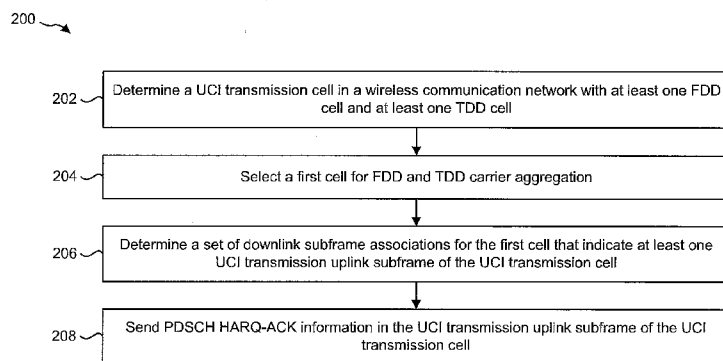 200
202
Determine a UCI transmission cell in a wireless communication network with at least one FDD
cell and at least one TDD cell
204
Select a first cell for FDD and TDD carrier aggregation
206
Determine a set of downlink subframe associations for the first cell that indicate at least one
UCI transmission uplink subframe of the UCI transmission cell
208
Send PDSCH HARQ-ACK information in the UCI transmission uplink subframe of the UCI
transmission cell